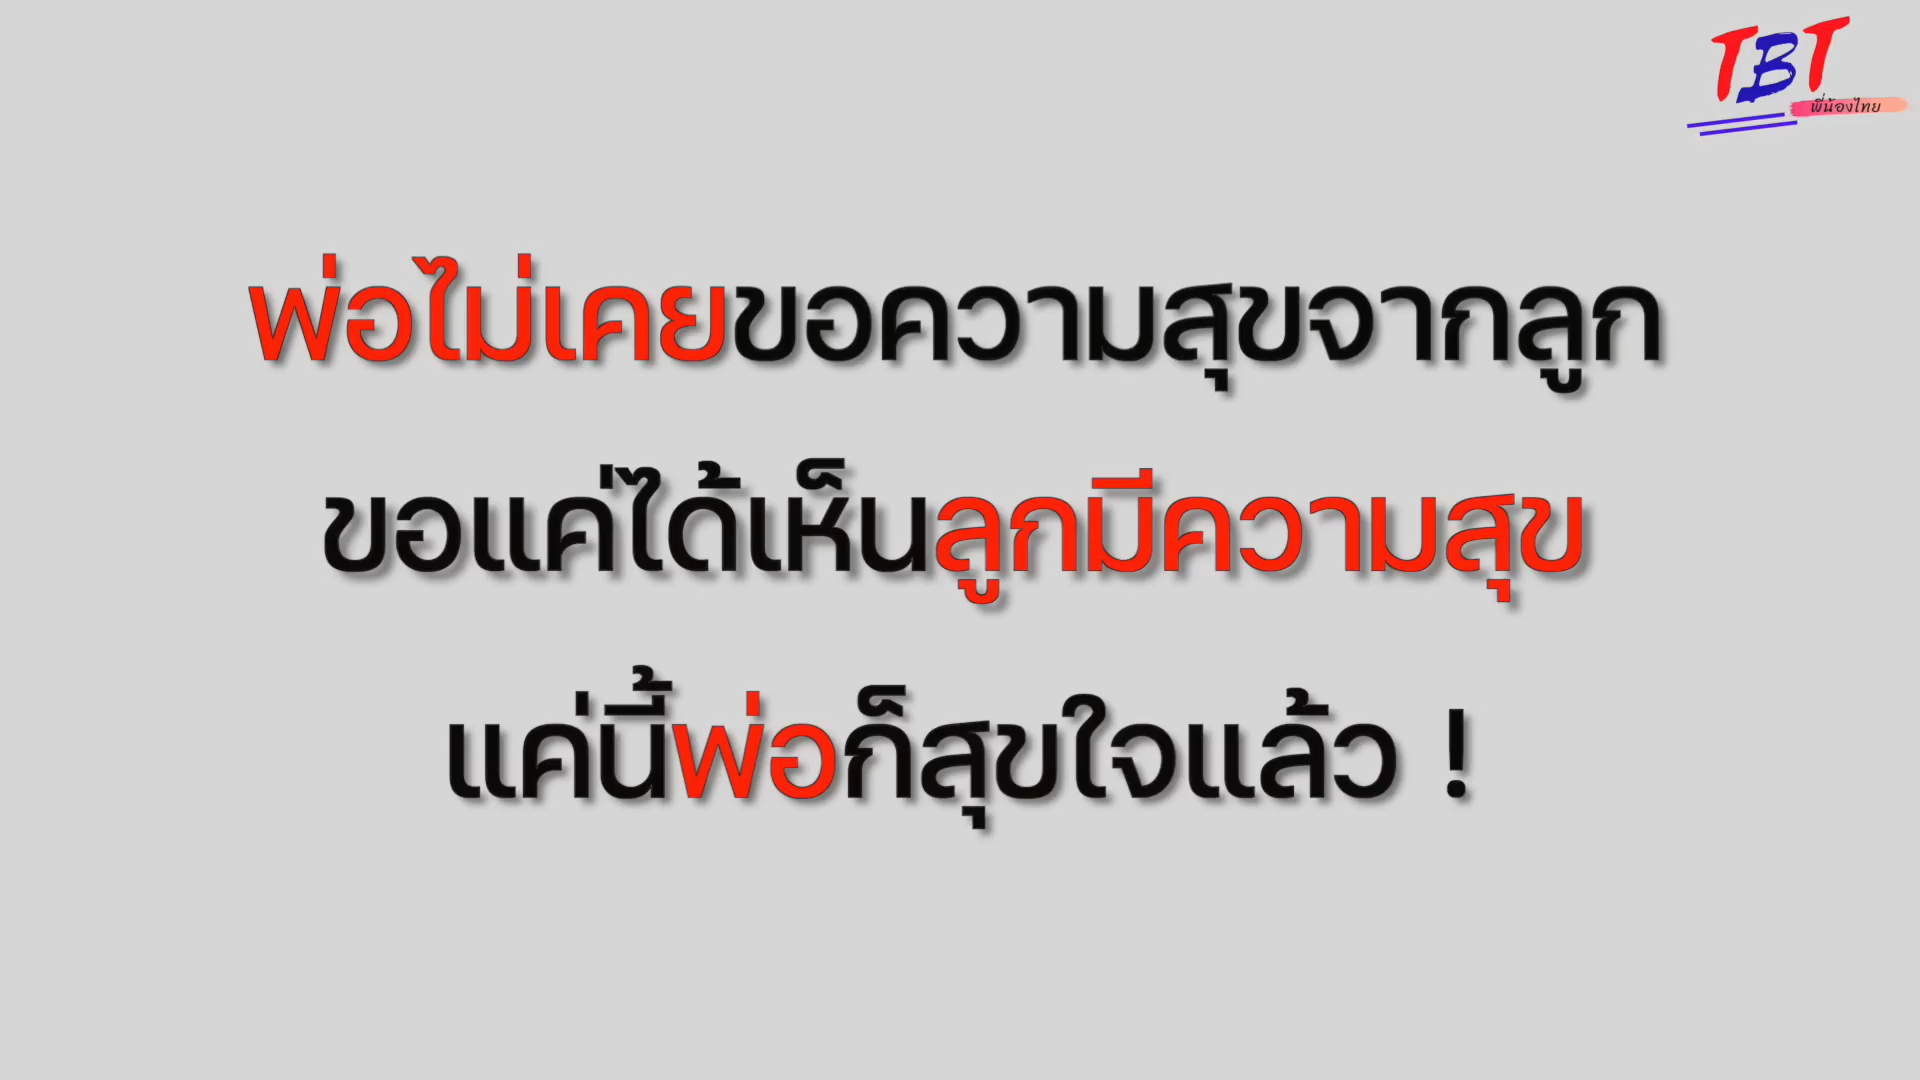 TBT
พี่น้องไทย
พ่อไม่เคยขอความสุขจากลูก
ขอแค่ได้เห็นลูกมีความสุข
แค่นี้พ่อก็สุขใจแล้ว !